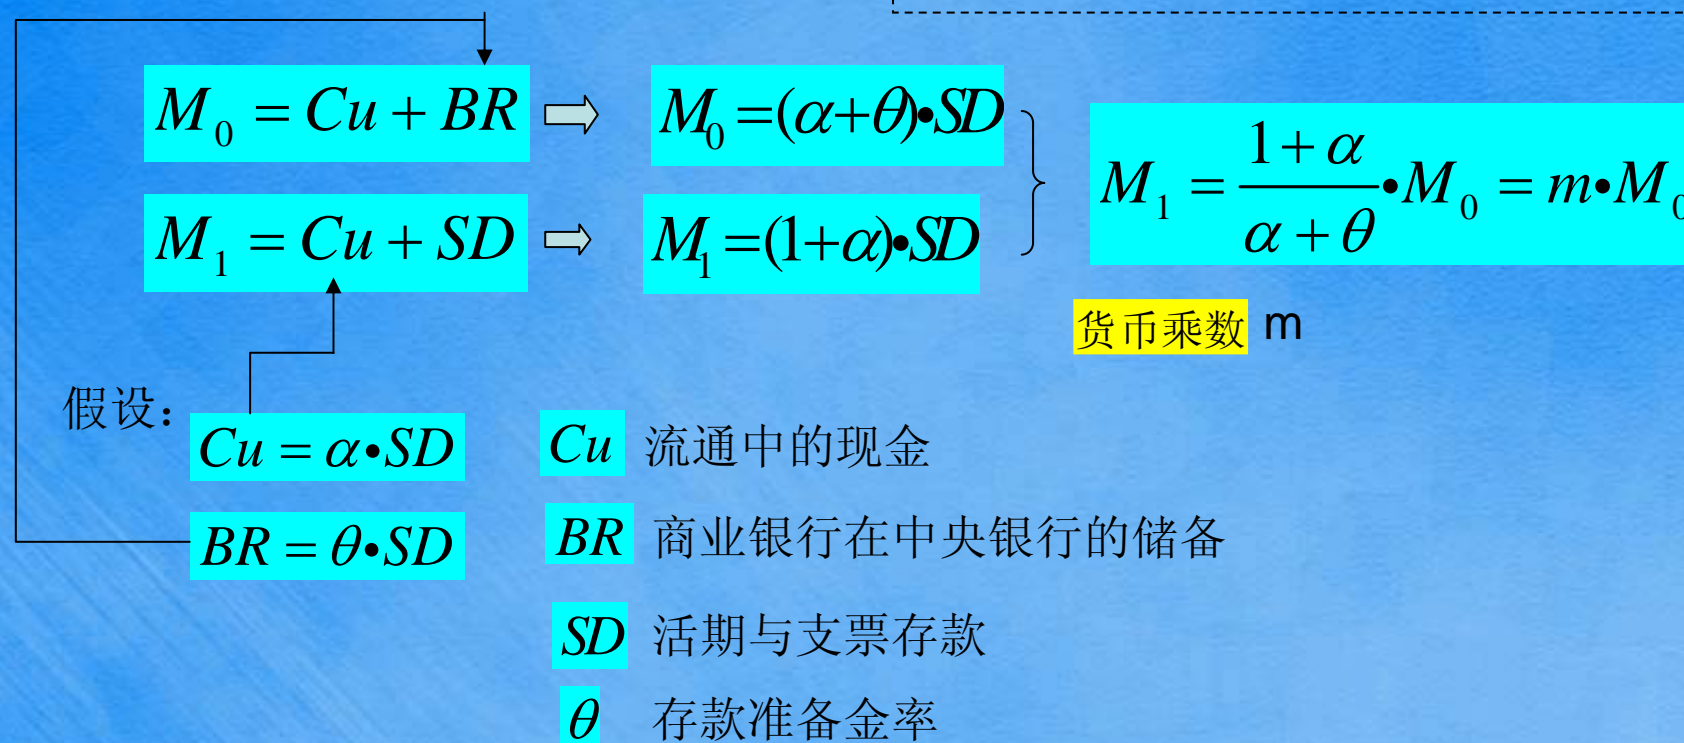 M₀ = Cu + BR
M₀ = (α+θ)•SD
M₁ = Cu + SD
M₁ = (1+α)•SD
M₁ = \frac{1+α}{α+θ}•M₀ = m•M₀
货币乘数 m
假设：
Cu = α•SD
Cu 流通中的现金
BR = θ•SD
BR 商业银行在中央银行的储备
SD 活期与支票存款
θ 存款准备金率